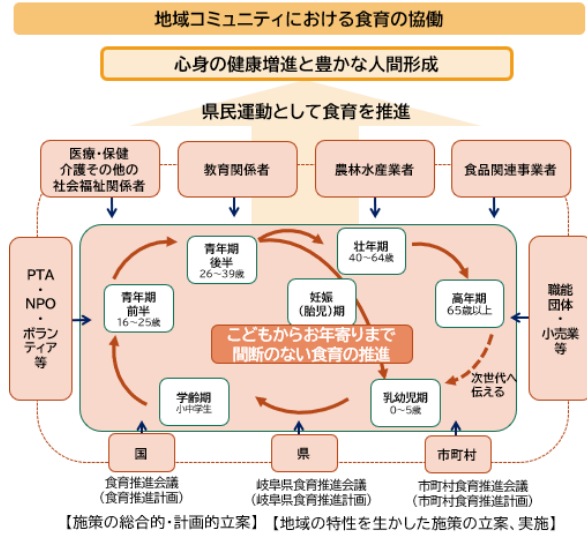 地域コミュニティにおける食育の協働
心身の健康増進と豊かな人間形成
県民運動として食育を推進
医療・保健
介護その他の
社会福祉関係者
教育関係者
農林水産業者
食品関連事業者
PTA
・
NPO
・
ボラン
ティア
等
青年期
後半
26~39歳
壮年期
40~64歳
青年期
前半
16~25歳
妊娠
(胎児)期
高年期
65歳以上
職能
団体・
小売業
等
こどもからお年寄りまで
間断のない食育の推進
学齢期
小中学生
乳幼児期
0~5歳
次世代へ
伝える
国
県
市町村
食育推進会議
(食育推進計画)
岐阜県食育推進会議
(岐阜県食育推進計画)
市町村食育推進会議
(市町村食育推進計画)
【施策の総合的・計画的立案】
【地域の特性を生かした施策の立案、実施】